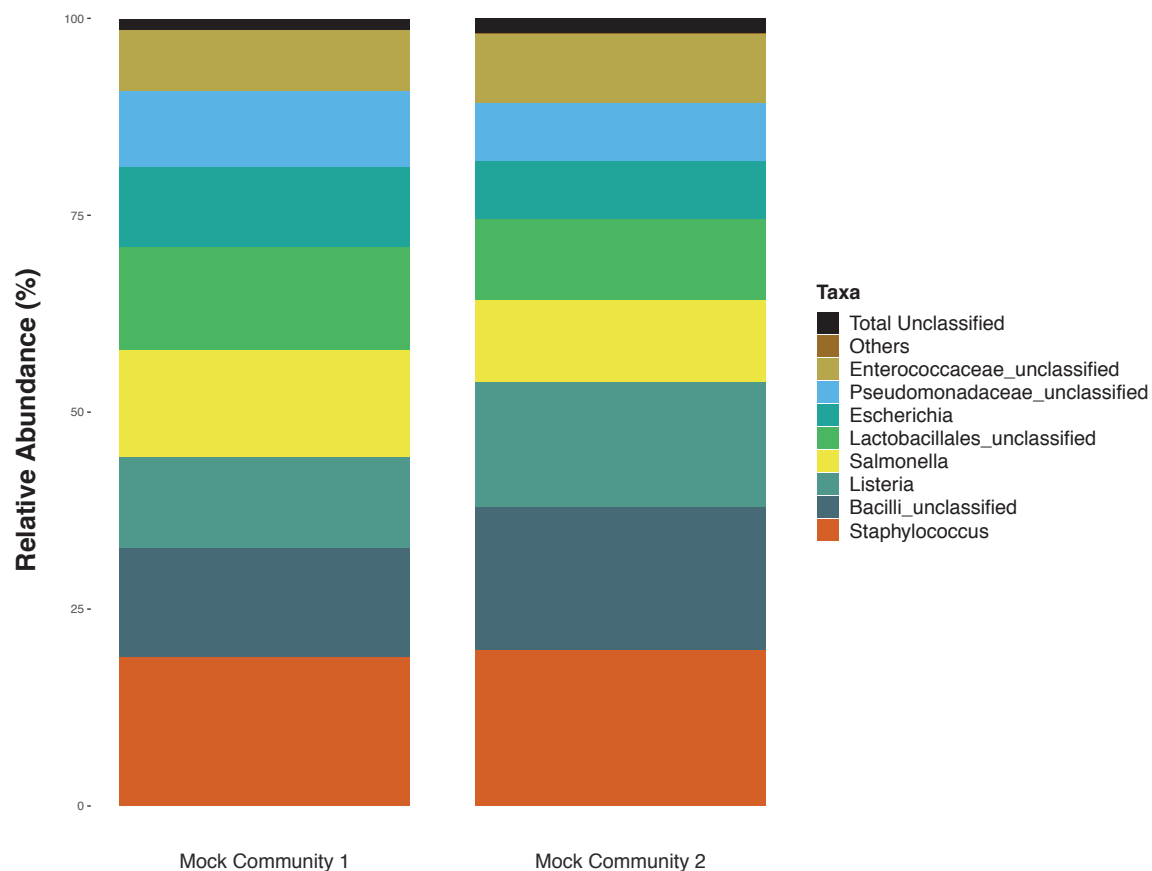 Relative Abundance (%)
100
75
50
25
0
Mock Community 1
Mock Community 2
Taxa
Total Unclassified
Others
Enterococcaceae_unclassified
Pseudomonadaceae_unclassified
Escherichia
Lactobacillales_unclassified
Salmonella
Listeria
Bacilli_unclassified
Staphylococcus